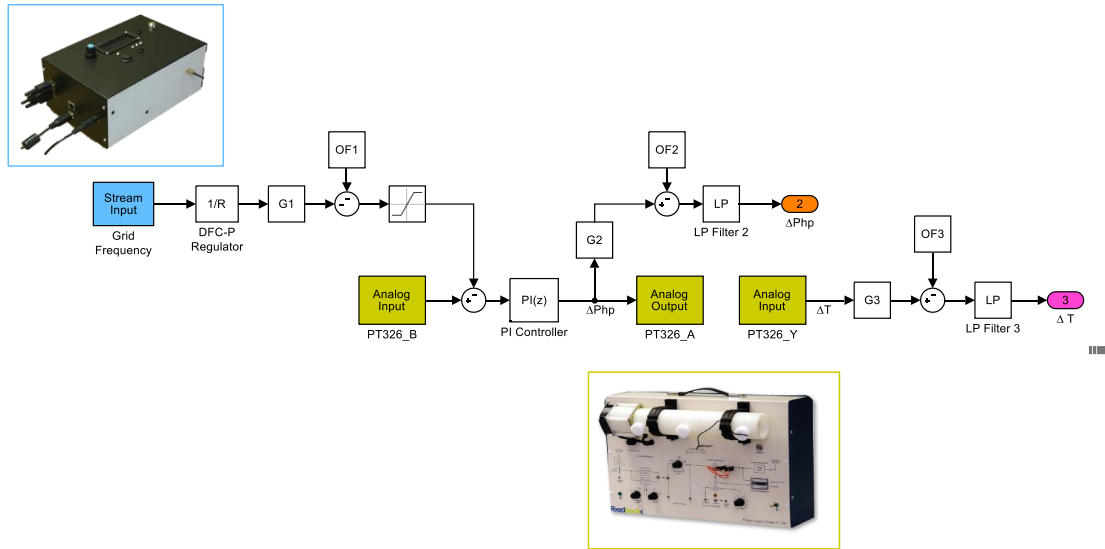 OF1
OF2
Stream
Input
1/R
G1
-
-
+
-
LP
2
Grid
Frequency
DFC-P
Regulator
LP Filter 2
ΔPhp
OF3
G2
Analog
Input
+
-
PI(z)
Analog
Output
Analog
Input
G3
+
-
LP
3
ΔPhp
ΔT
PT326_B
PI Controller
PT326_A
PT326_Y
LP Filter 3
Δ T